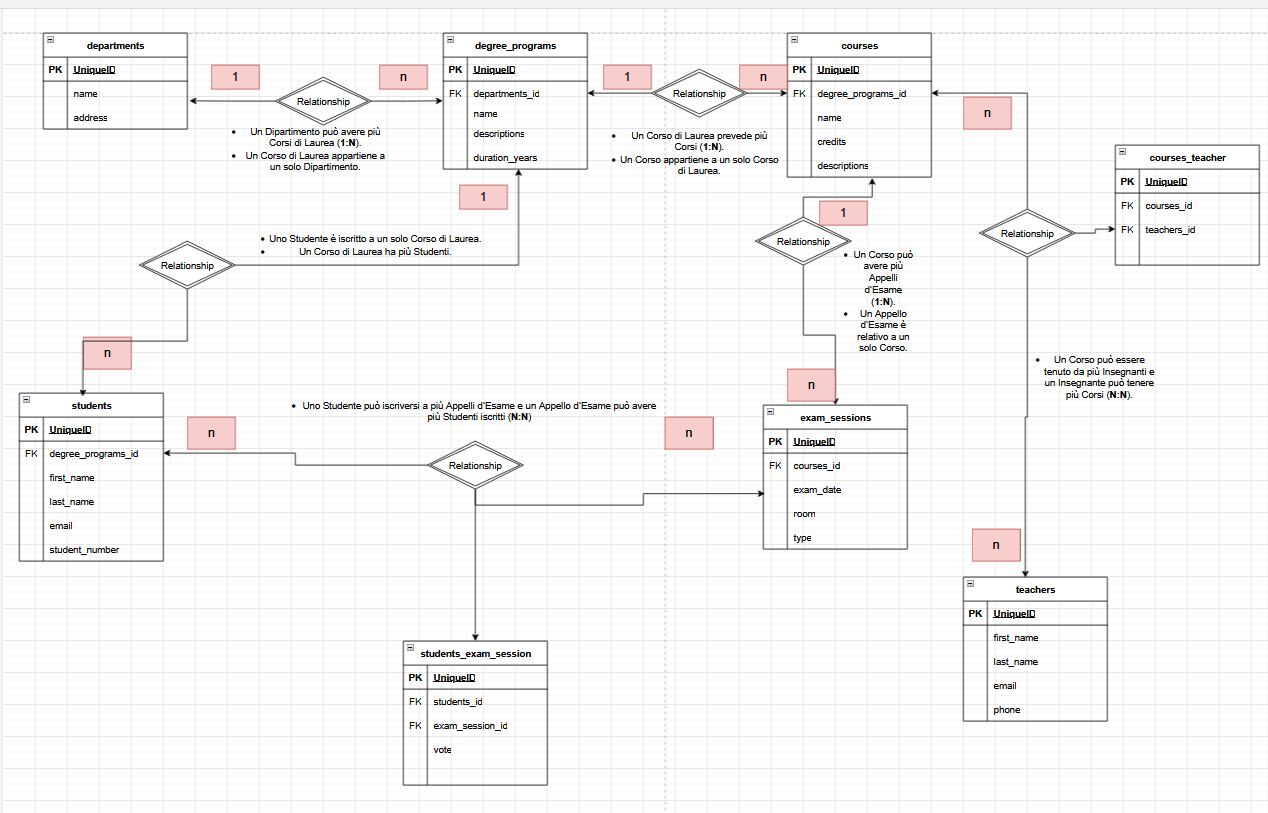 departments
PK UniqueID
name
address
1
n
Relationship
Un Dipartimento può avere più
Corsi di Laurea (1:N).
Un Corso di Laurea appartiene a
un solo Dipartimento.
degree_programs
PK UniqueID
FK departments_id
name
descriptions
duration_years
1
n
Relationship
Un Corso di Laurea prevede più
Corsi (1:N).
Un Corso appartiene a un solo Corso
di Laurea.
courses
PK UniqueID
FK degree_programs_id
name
credits
descriptions
n
courses_teacher
PK UniqueID
FK courses_id
FK teachers_id
Relationship
1
Relationship
Uno Studente è iscritto a un solo Corso di Laurea.
Un Corso di Laurea ha più Studenti.
n
1
Relationship
Un Corso può
avere più
Appelli
d'Esame
(1:N).
Un Appello
d'Esame è
relativo a un
solo Corso.
n
Un Corso può essere
tenuto da più Insegnanti e
un Insegnante può tenere
più Corsi (N:N).
students
PK UniqueID
FK degree_programs_id
first_name
last_name
email
student_number
n
Uno Studente può iscriversi a più Appelli d'Esame e un Appello d'Esame può avere
più Studenti iscritti (N:N)
Relationship
n
exam_sessions
PK UniqueID
FK courses_id
exam_date
room
type
n
teachers
PK UniqueID
first_name
last_name
email
phone
students_exam_session
PK UniqueID
FK students_id
FK exam_session_id
vote